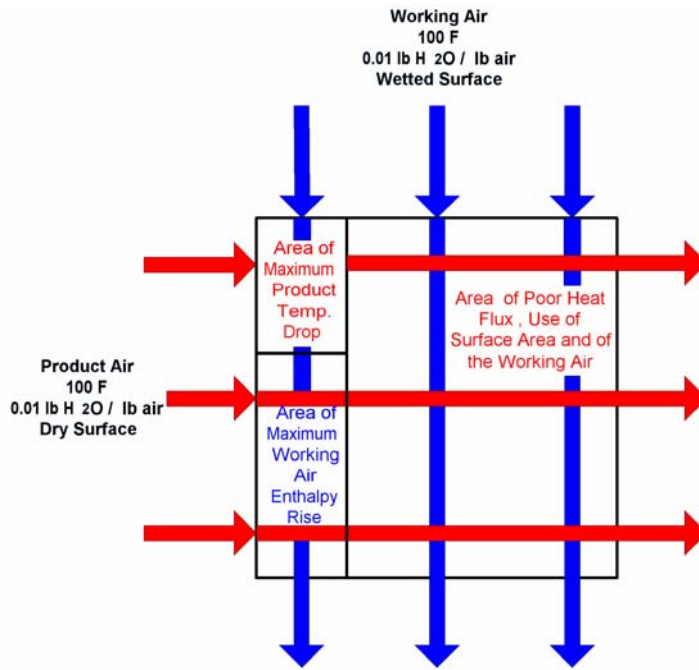 Working Air
100 F
0.01 lb H 2O / lb air
Wetted Surface
Area of
Maximum
Product
Temp.
Drop
Area of Poor Heat
Flux , Use of
Surface Area and of
the Working Air
Product Air
100 F
0.01 lb H 2O / lb air
Dry Surface
Area of
Maximum
Working
Air
Enthalpy
Rise